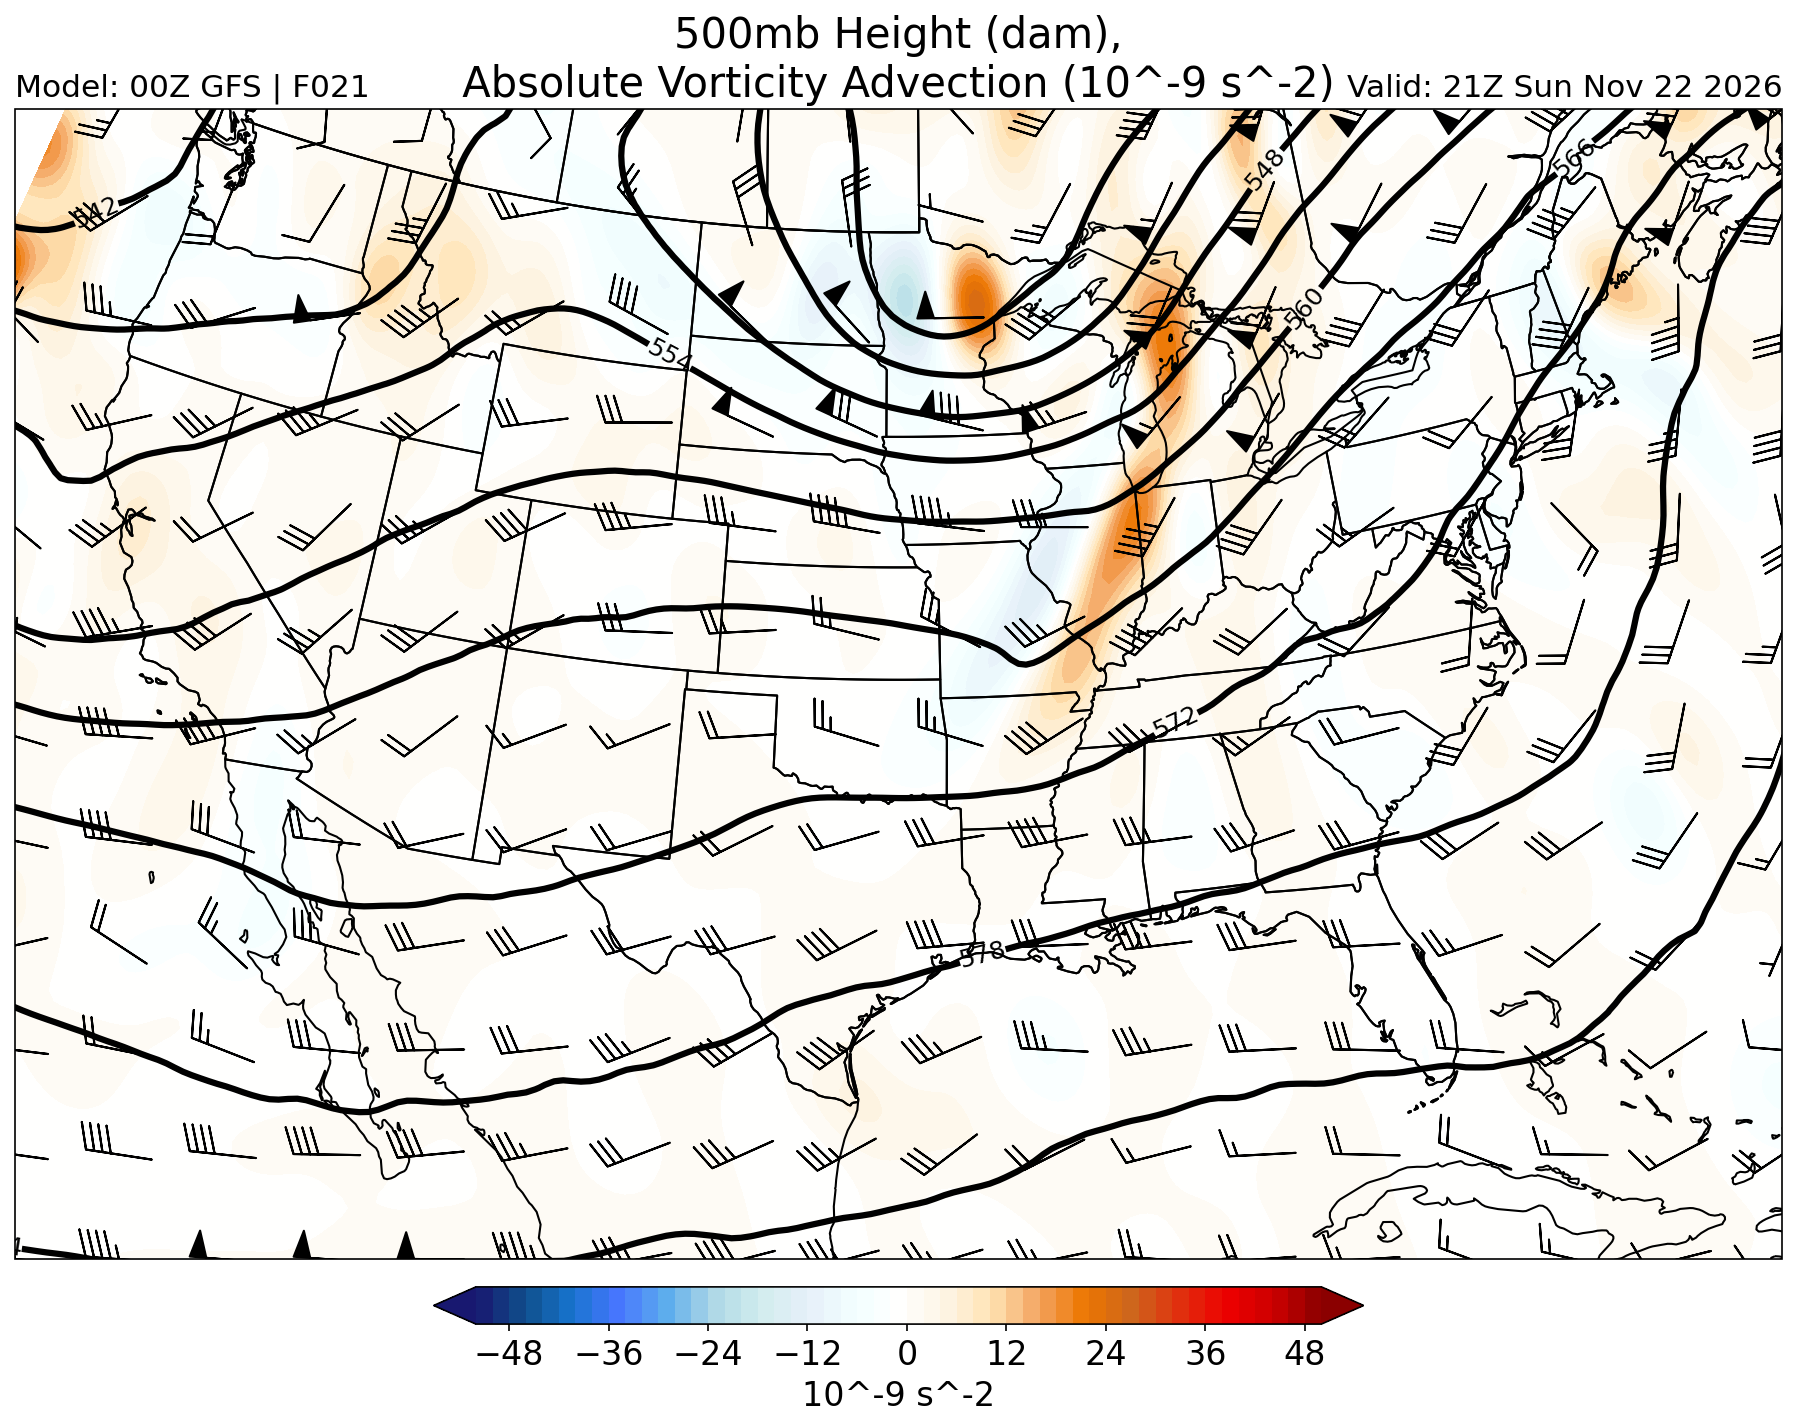 500mb Height (dam),
Model: 00Z GFS | F021
Absolute Vorticity Advection (10^-9 s^-2)
Valid: 21Z Sun Nov 22 2026
548
566
542
560
554
572
578
−48 −36 −24 −12 0 12 24 36 48
10^-9 s^-2